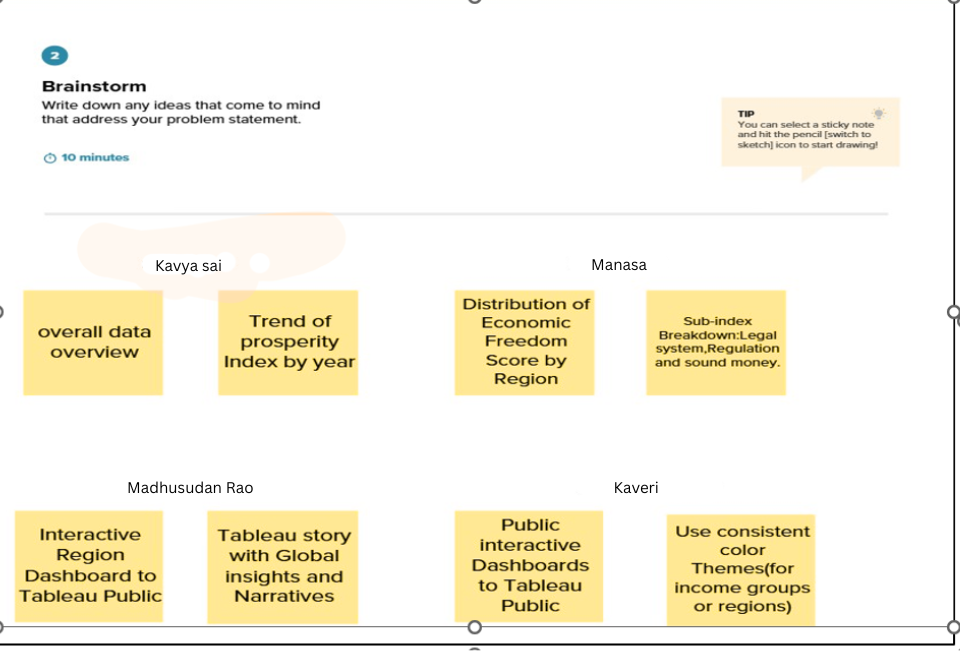 2
Brainstorm
Write down any ideas that come to mind
that address your problem statement.
10 minutes
TIP
You can select a sticky note
and hit the pencil [switch to
sketch] icon to start drawing!
Kavya sai
overall data
overview
Trend of
prosperity
Index by year
Manasa
Distribution of
Economic
Freedom
Score by
Region
Sub-index
Breakdown:Legal
system,Regulation
and sound money.
Madhusudan Rao
Interactive
Region
Dashboard to
Tableau Public
Tableau story
with Global
insights and
Narratives
Kaveri
Public
interactive
Dashboards
to Tableau
Public
Use consistent
color
Themes(for
income groups
or regions)